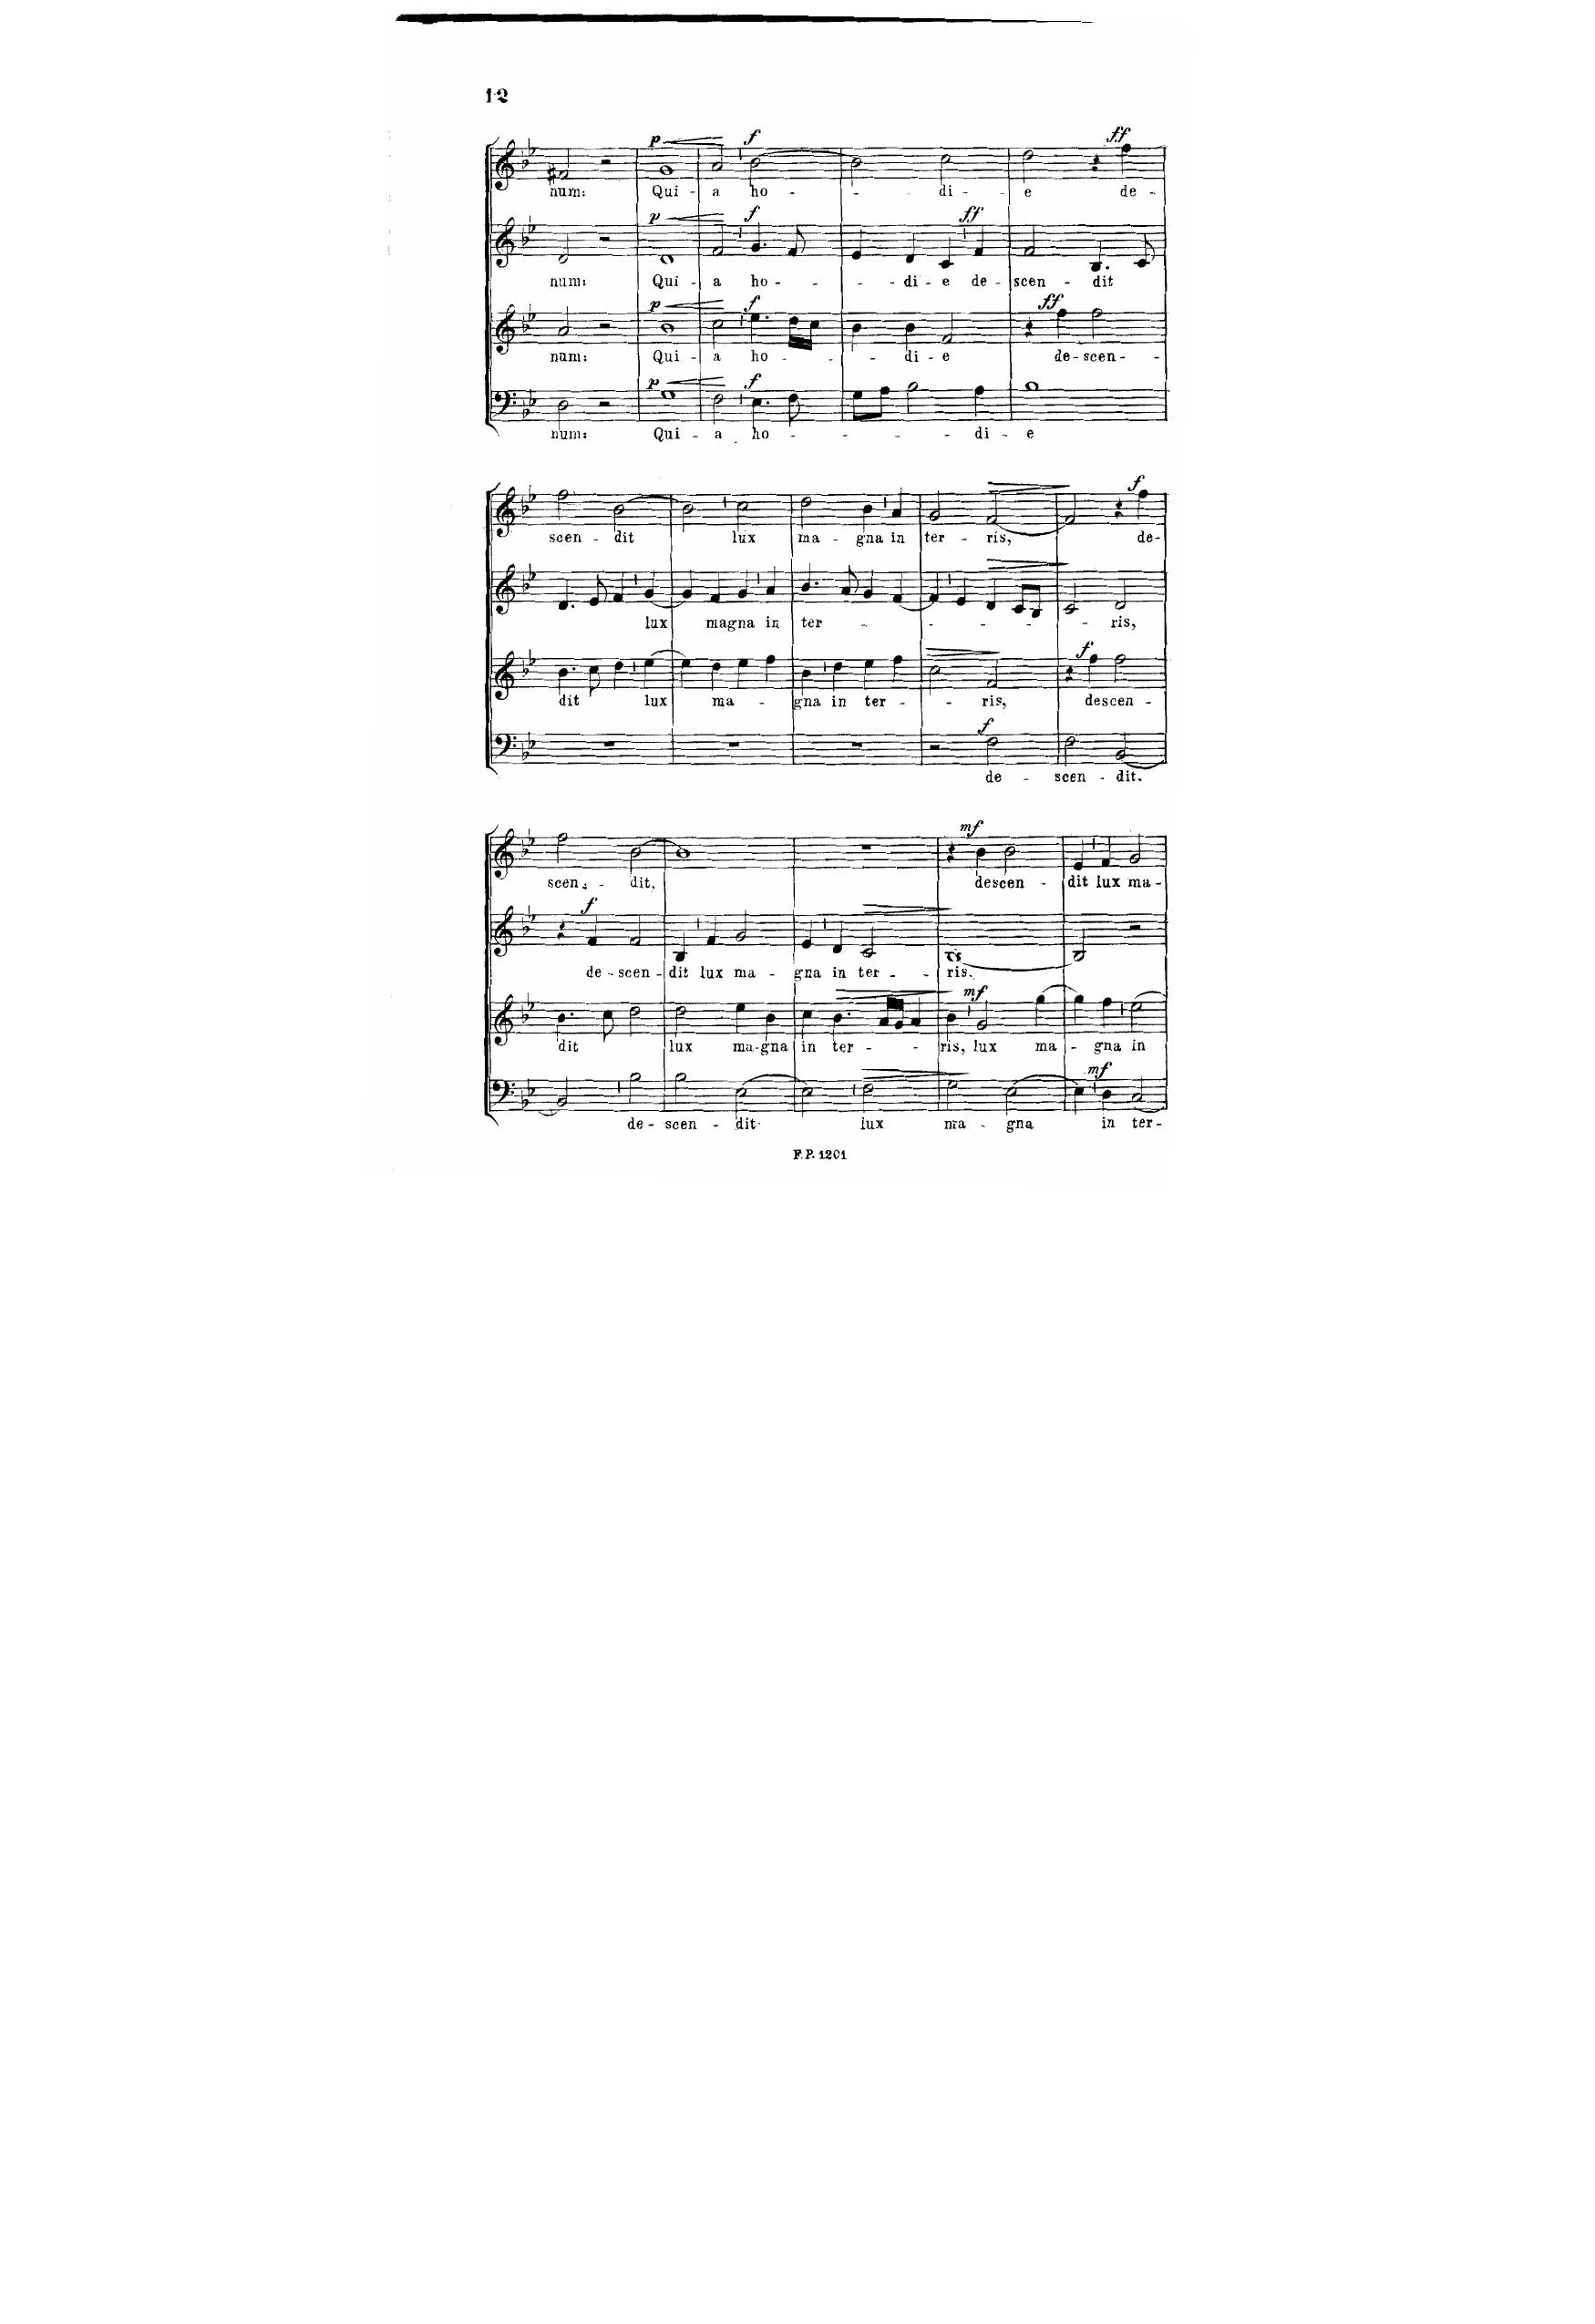 12
p f ff
num: Qui - a ho - - - di - e de -
p f ff
num: Qui - a ho - - - di - e de - scen - dit
p f ff
num: Qui - a ho - - - di - e de - scen - -
p f
num: Qui - a ho - - - - di - e
f
scen - dit lux ma - gna in ter - ris, de-
lux magna in ter - - - - - ris,
f
dit lux ma - gna in ter - - ris, descen -
f
de - scen - dit.
mf
scen - dit, descen - dit lux ma -
f
de - scen - dit lux ma - gna in ter - - ris.
mf
dit lux ma - gna in ter - - - ris, lux ma - gna in
mf
de - scen - dit lux ma - gna in ter -
F. P. 1201